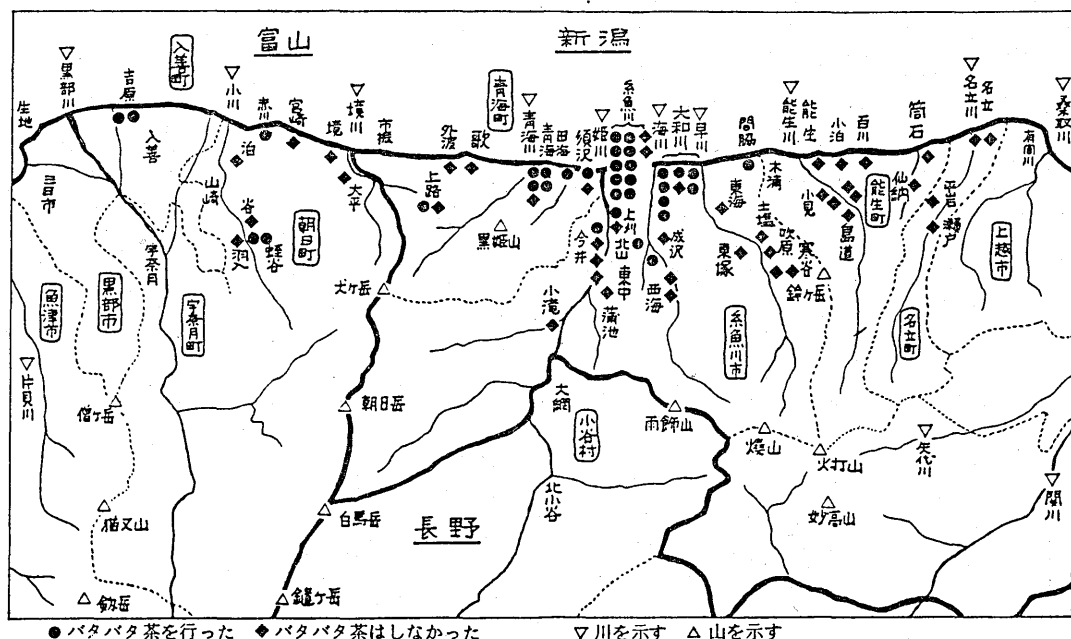 富山
新潟
▽黒部川
吉原
入善町
▽小川
赤川
宮崎
境
▽境川
市振
青海町
外波
歌
▽青海川
青海
田海
須沢
▽姫川
糸魚川
▽海川
大和川
▽早川
間脇
▽能生川
能生
小泊
百川
筒石
▽名立川
名立
有間川
▽桑取川
生地
入善
泊
山崎
三日市
大平
上路
谷
朝日町
蛭谷
羽入
黒姫山
今井
上刈
北山
東中
成沢
西海
東海
木浦
土塩
吹原
寒谷
小見
島道
能生町
仙納
平石
瀬戸
上越市
東塚
鉾ヶ岳
宇奈月
宇奈月町
黒部市
魚津市
犬ヶ岳
小滝
蒲池
糸魚川市
名立町
▽片貝川
僧ヶ岳
朝日岳
大網
小谷村
雨飾山
焼山
火打山
▽矢代川
▽関川
猫又山
白馬岳
北小谷
長野
妙高山
剱岳
鑓ヶ岳
●バタバタ茶を行った ◆バタバタ茶はしなかった ▽川を示す △山を示す